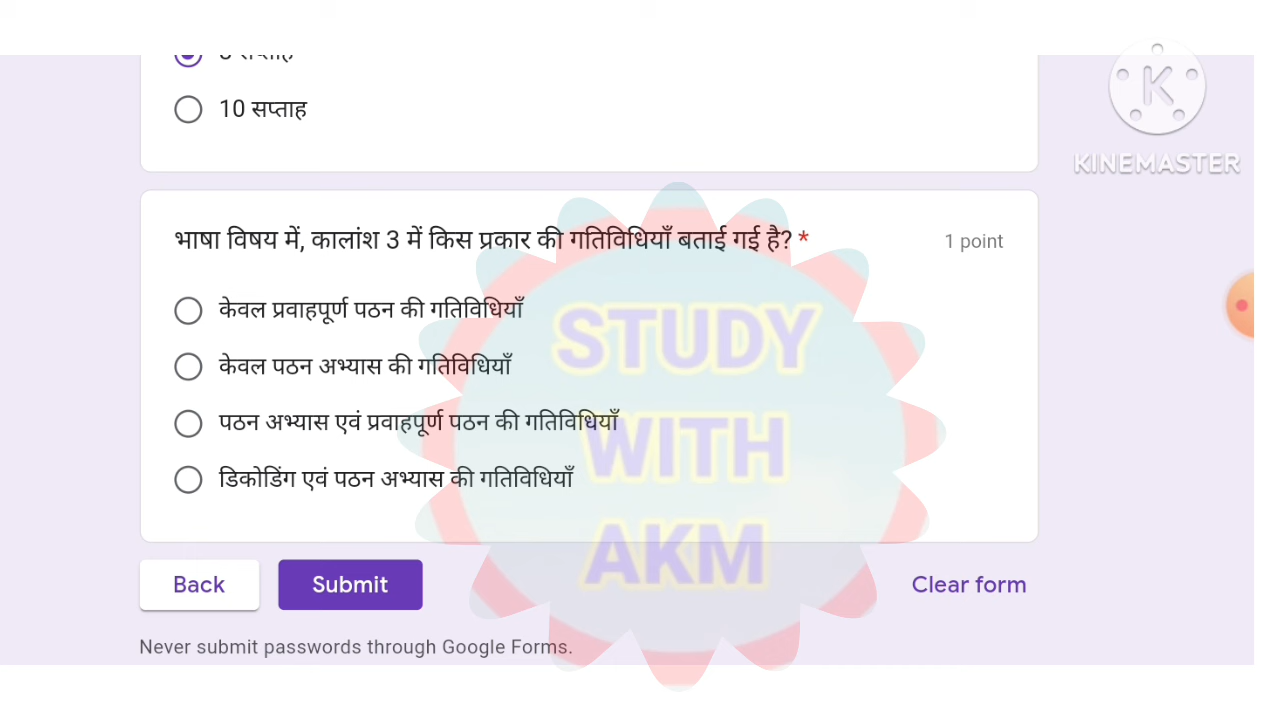 10 सप्ताह
KINEMASTER
भाषा विषय में, कालांश 3 में किस प्रकार की गतिविधियाँ बताई गई है? *
1 point
केवल प्रवाहपूर्ण पठन की गतिविधियाँ
केवल पठन अभ्यास की गतिविधियाँ
पठन अभ्यास एवं प्रवाहपूर्ण पठन की गतिविधियाँ
डिकोडिंग एवं पठन अभ्यास की गतिविधियाँ
STUDY
WITH
AKM
Back
Submit
Clear form
Never submit passwords through Google Forms.